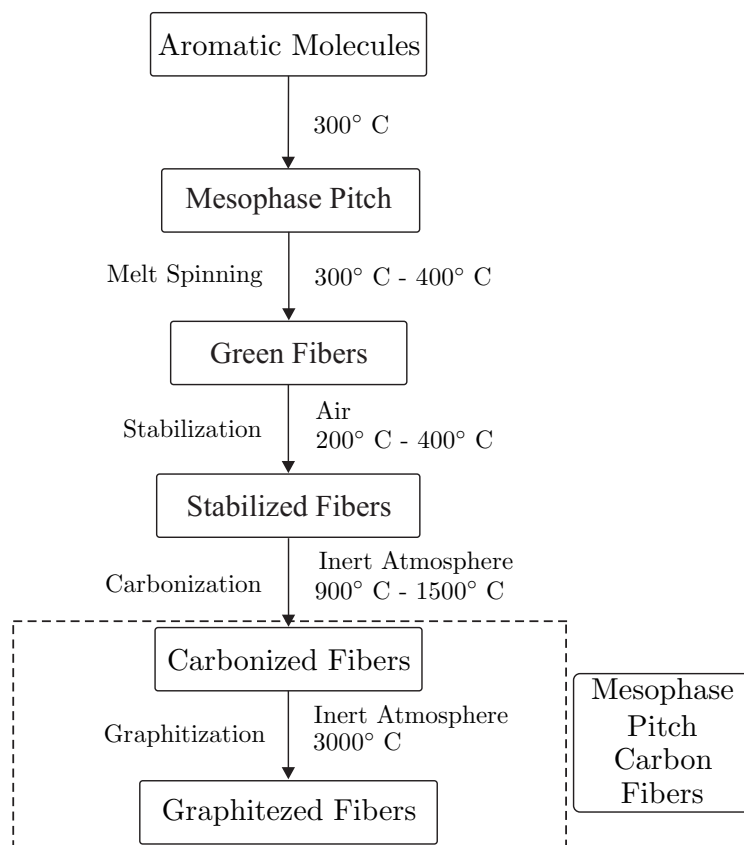 Aromatic Molecules
300° C
Mesophase Pitch
Melt Spinning
300° C - 400° C
Green Fibers
Air
Stabilization
200° C - 400° C
Stabilized Fibers
Inert Atmosphere
Carbonization
900° C - 1500° C
Carbonized Fibers
Inert Atmosphere
Graphitization
3000° C
Graphitezed Fibers
Mesophase
Pitch
Carbon
Fibers